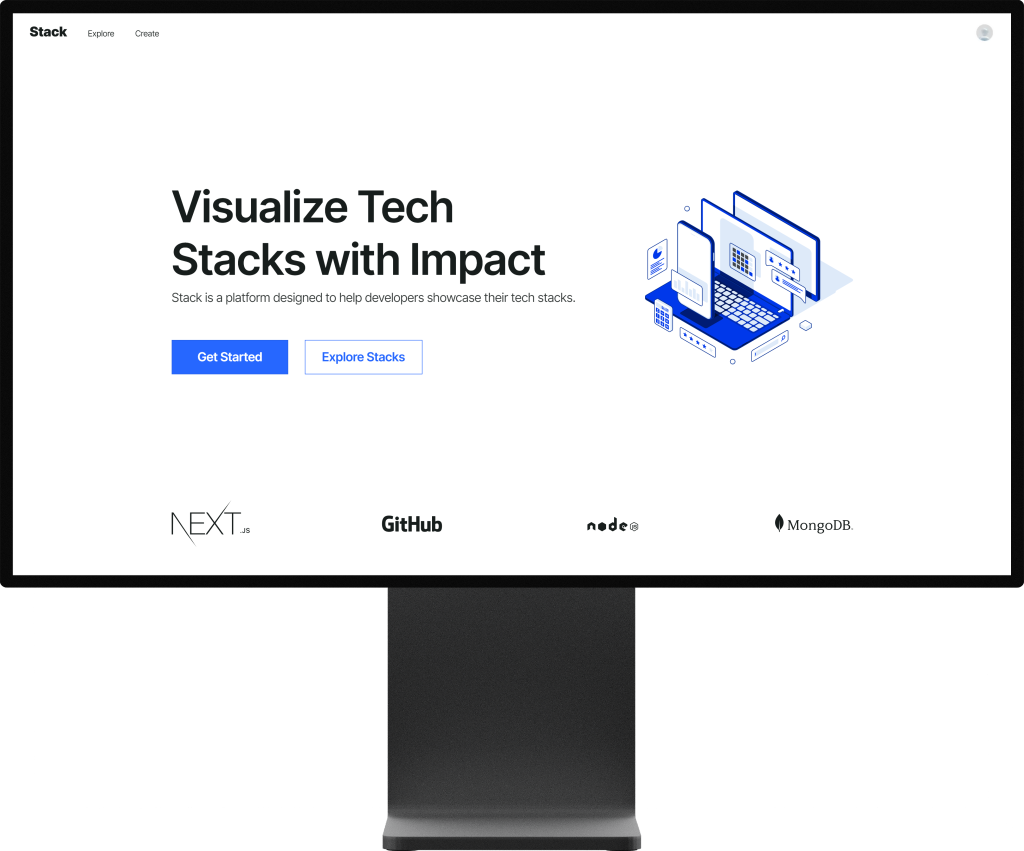 Stack Explore Create
Visualize Tech
Stacks with Impact
Stack is a platform designed to help developers showcase their tech stacks.
Get Started Explore Stacks
NEXT.JS GitHub node JS MongoDB.